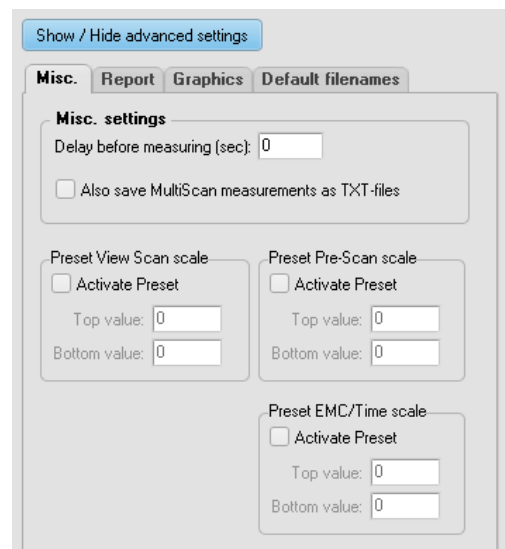 Show / Hide advanced settings
Misc. Report Graphics Default filenames
Misc. settings
Delay before measuring (sec): 0
Also save MultiScan measurements as TXT-files
Preset View Scan scale
Activate Preset
Top value: 0
Bottom value: 0
Preset Pre-Scan scale
Activate Preset
Top value: 0
Bottom value: 0
Preset EMC/Time scale
Activate Preset
Top value: 0
Bottom value: 0